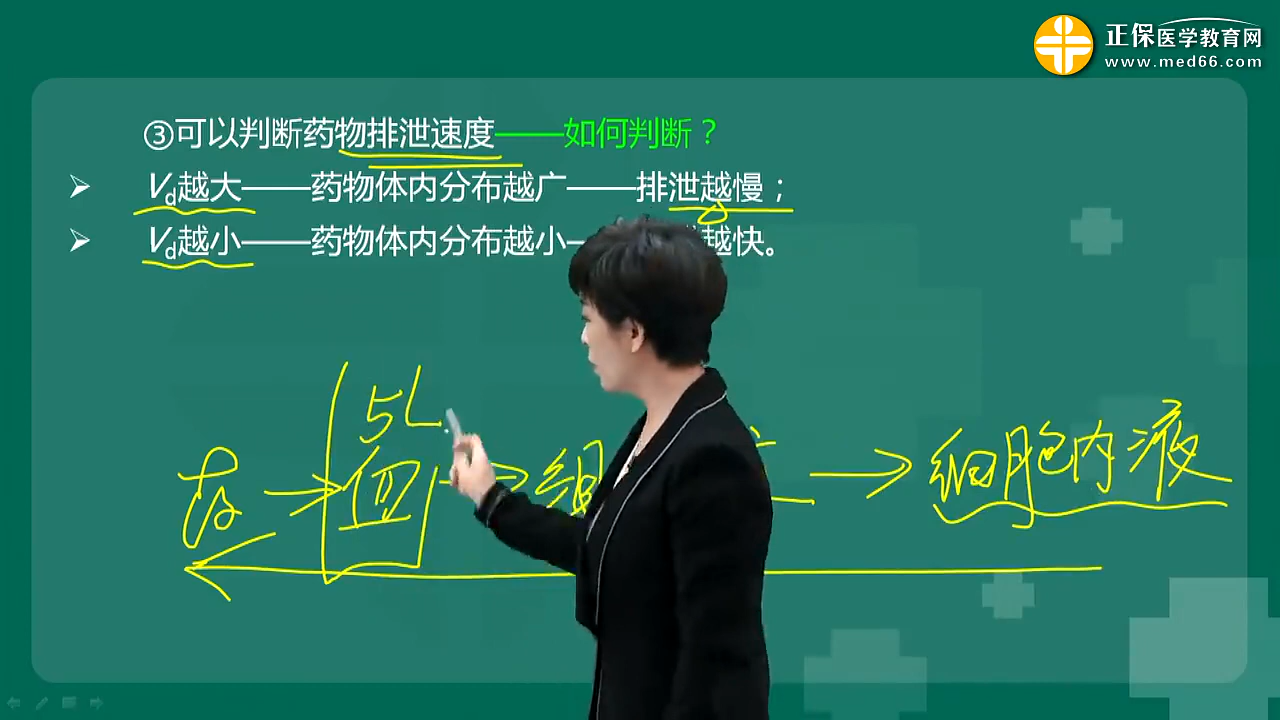 正保医学教育网
www.med66.com
③可以判断药物排泄速度——如何判断？
➢ Vd越大——药物体内分布越广——排泄越慢；
➢ Vd越小——药物体内分布越小—越快。
5L
药 → 血 → 组 → 细胞内液